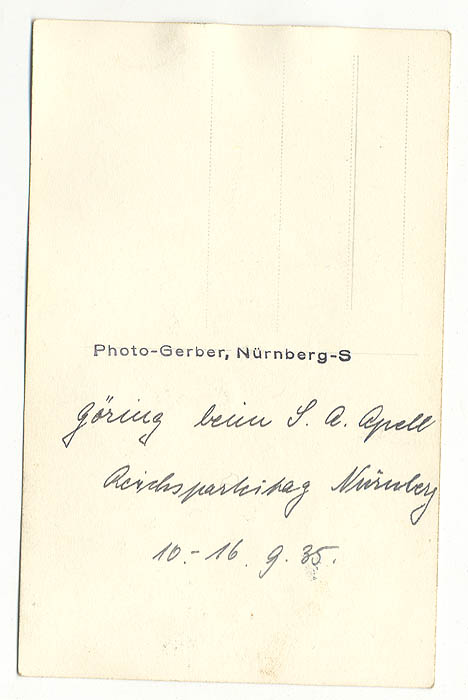 Photo-Gerber, Nürnberg-S
Göring beim S. A. Apell
Reichsparteitag Nürnberg
10.-16. 9. 35.